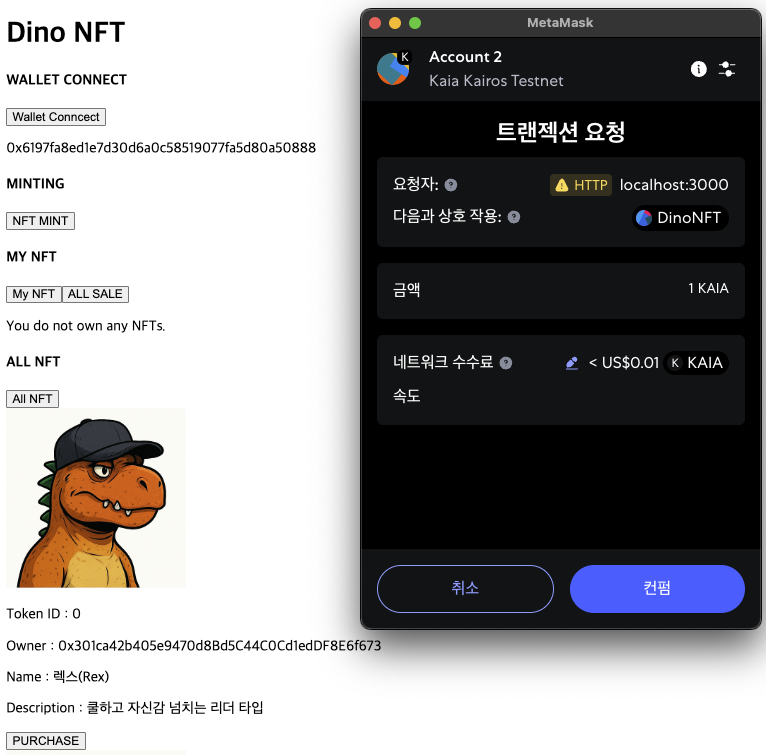 Dino NFT
WALLET CONNECT
Wallet Conncect
0x6197fa8ed1e7d30d6a0c58519077fa5d80a50888
MINTING
NFT MINT
MY NFT
My NFT ALL SALE
You do not own any NFTs.
ALL NFT
All NFT
Token ID : 0
Owner : 0x301ca42b405e9470d8Bd5C44C0Cd1edDF8E6f673
Name : 렉스(Rex)
Description : 쿨하고 자신감 넘치는 리더 타입
PURCHASE
MetaMask
K
Account 2
Kaia Kairos Testnet
트랜젝션 요청
요청자: HTTP localhost:3000
다음과 상호 작용: DinoNFT
금액 1 KAIA
네트워크 수수료 < US$0.01 K KAIA
속도
취소 컨펌